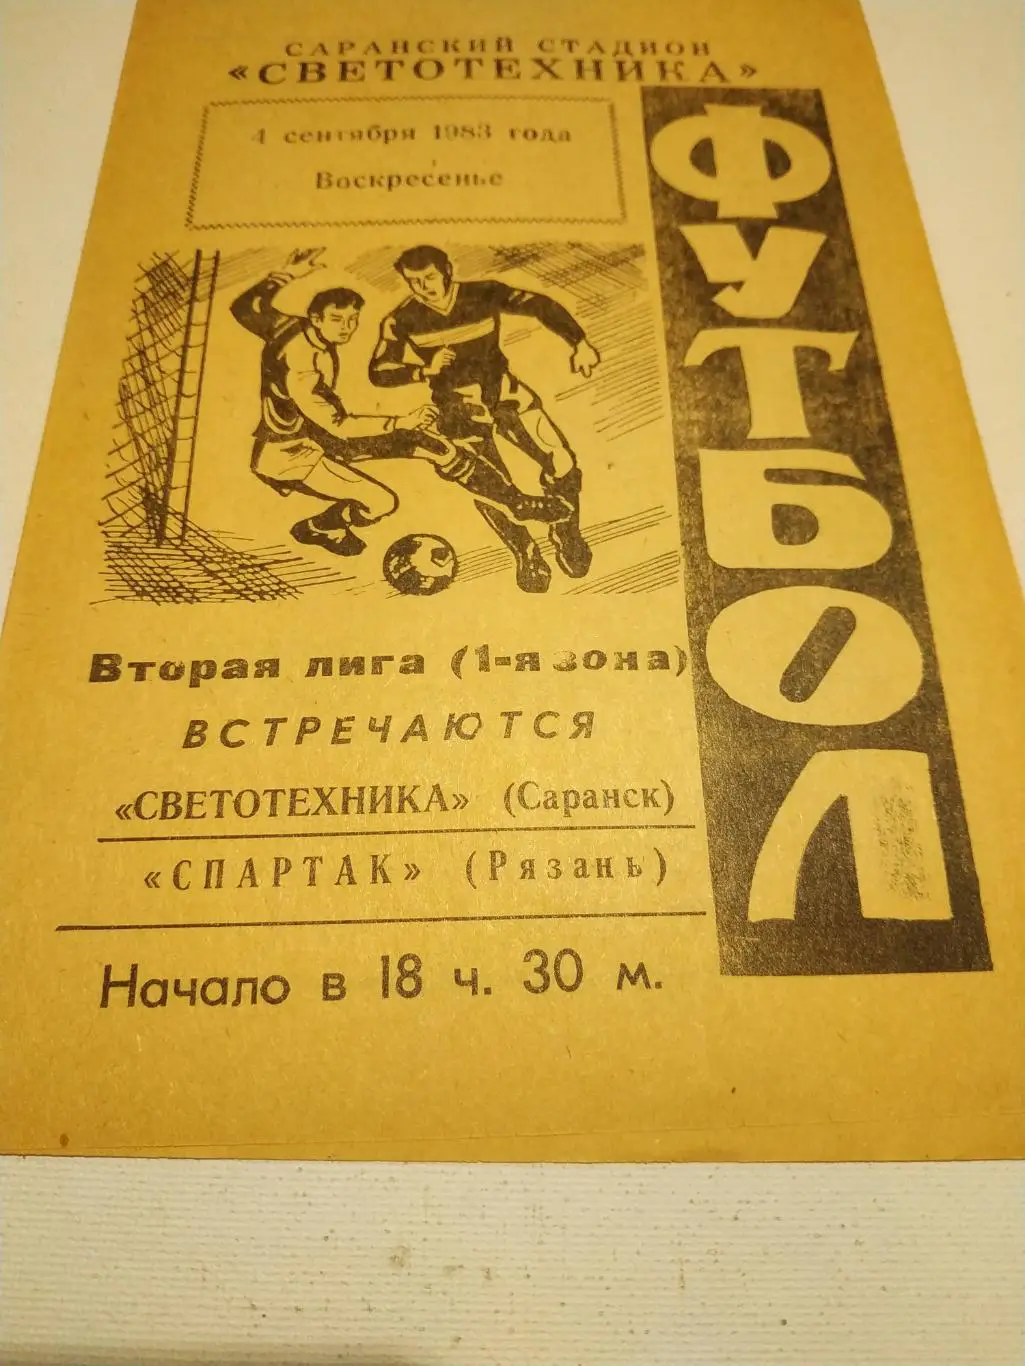 САРАНСКИЙ СТАДИОН
«СВЕТОТЕХНИКА»
4 сентября 1983 года
Воскресенье
ФУТБОЛ
Вторая лига (1-я зона)
ВСТРЕЧАЮТСЯ
«СВЕТОТЕХНИКА» (Саранск)
«СПАРТАК» (Рязань)
Начало в 18 ч. 30 м.